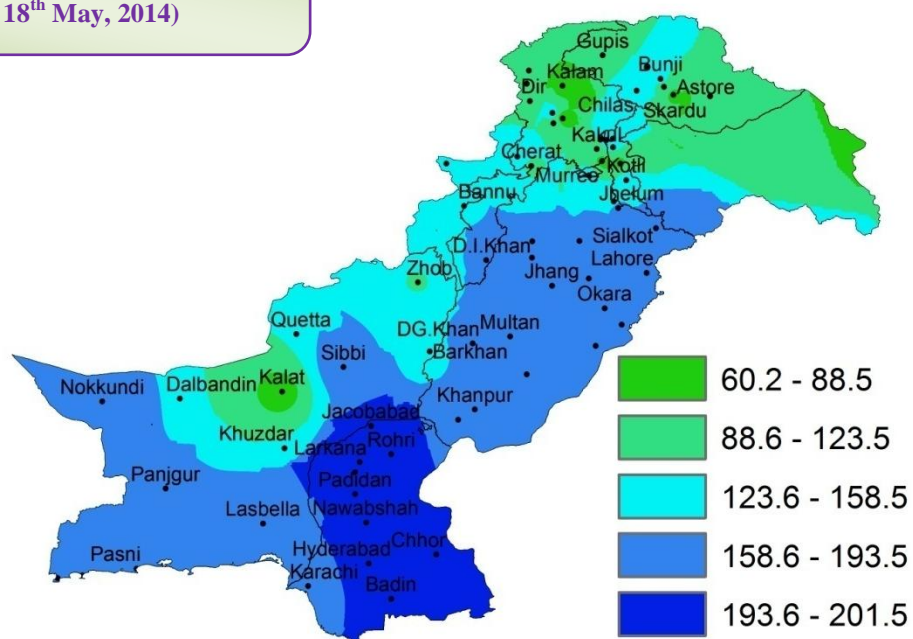 18th May, 2014)
Gupis
Bunji
Kalam
Dir
Astore
Chilas
Skardu
Cherat
Murree
Kotli
Bannu
Jhelum
D.I.Khan
Sialkot
Lahore
Zhob
Jhang
Okara
Quetta
DG.Khan
Multan
Sibbi
Barkhan
Nokkundi
Dalbandin
Kalat
Khanpur
Jacobabad
Khuzdar
Rohri
Larkana
Panjgur
Padidan
Lasbella
Nawabshah
Pasni
Hyderabad
Chhor
Karachi
Badin
60.2 - 88.5
88.6 - 123.5
123.6 - 158.5
158.6 - 193.5
193.6 - 201.5